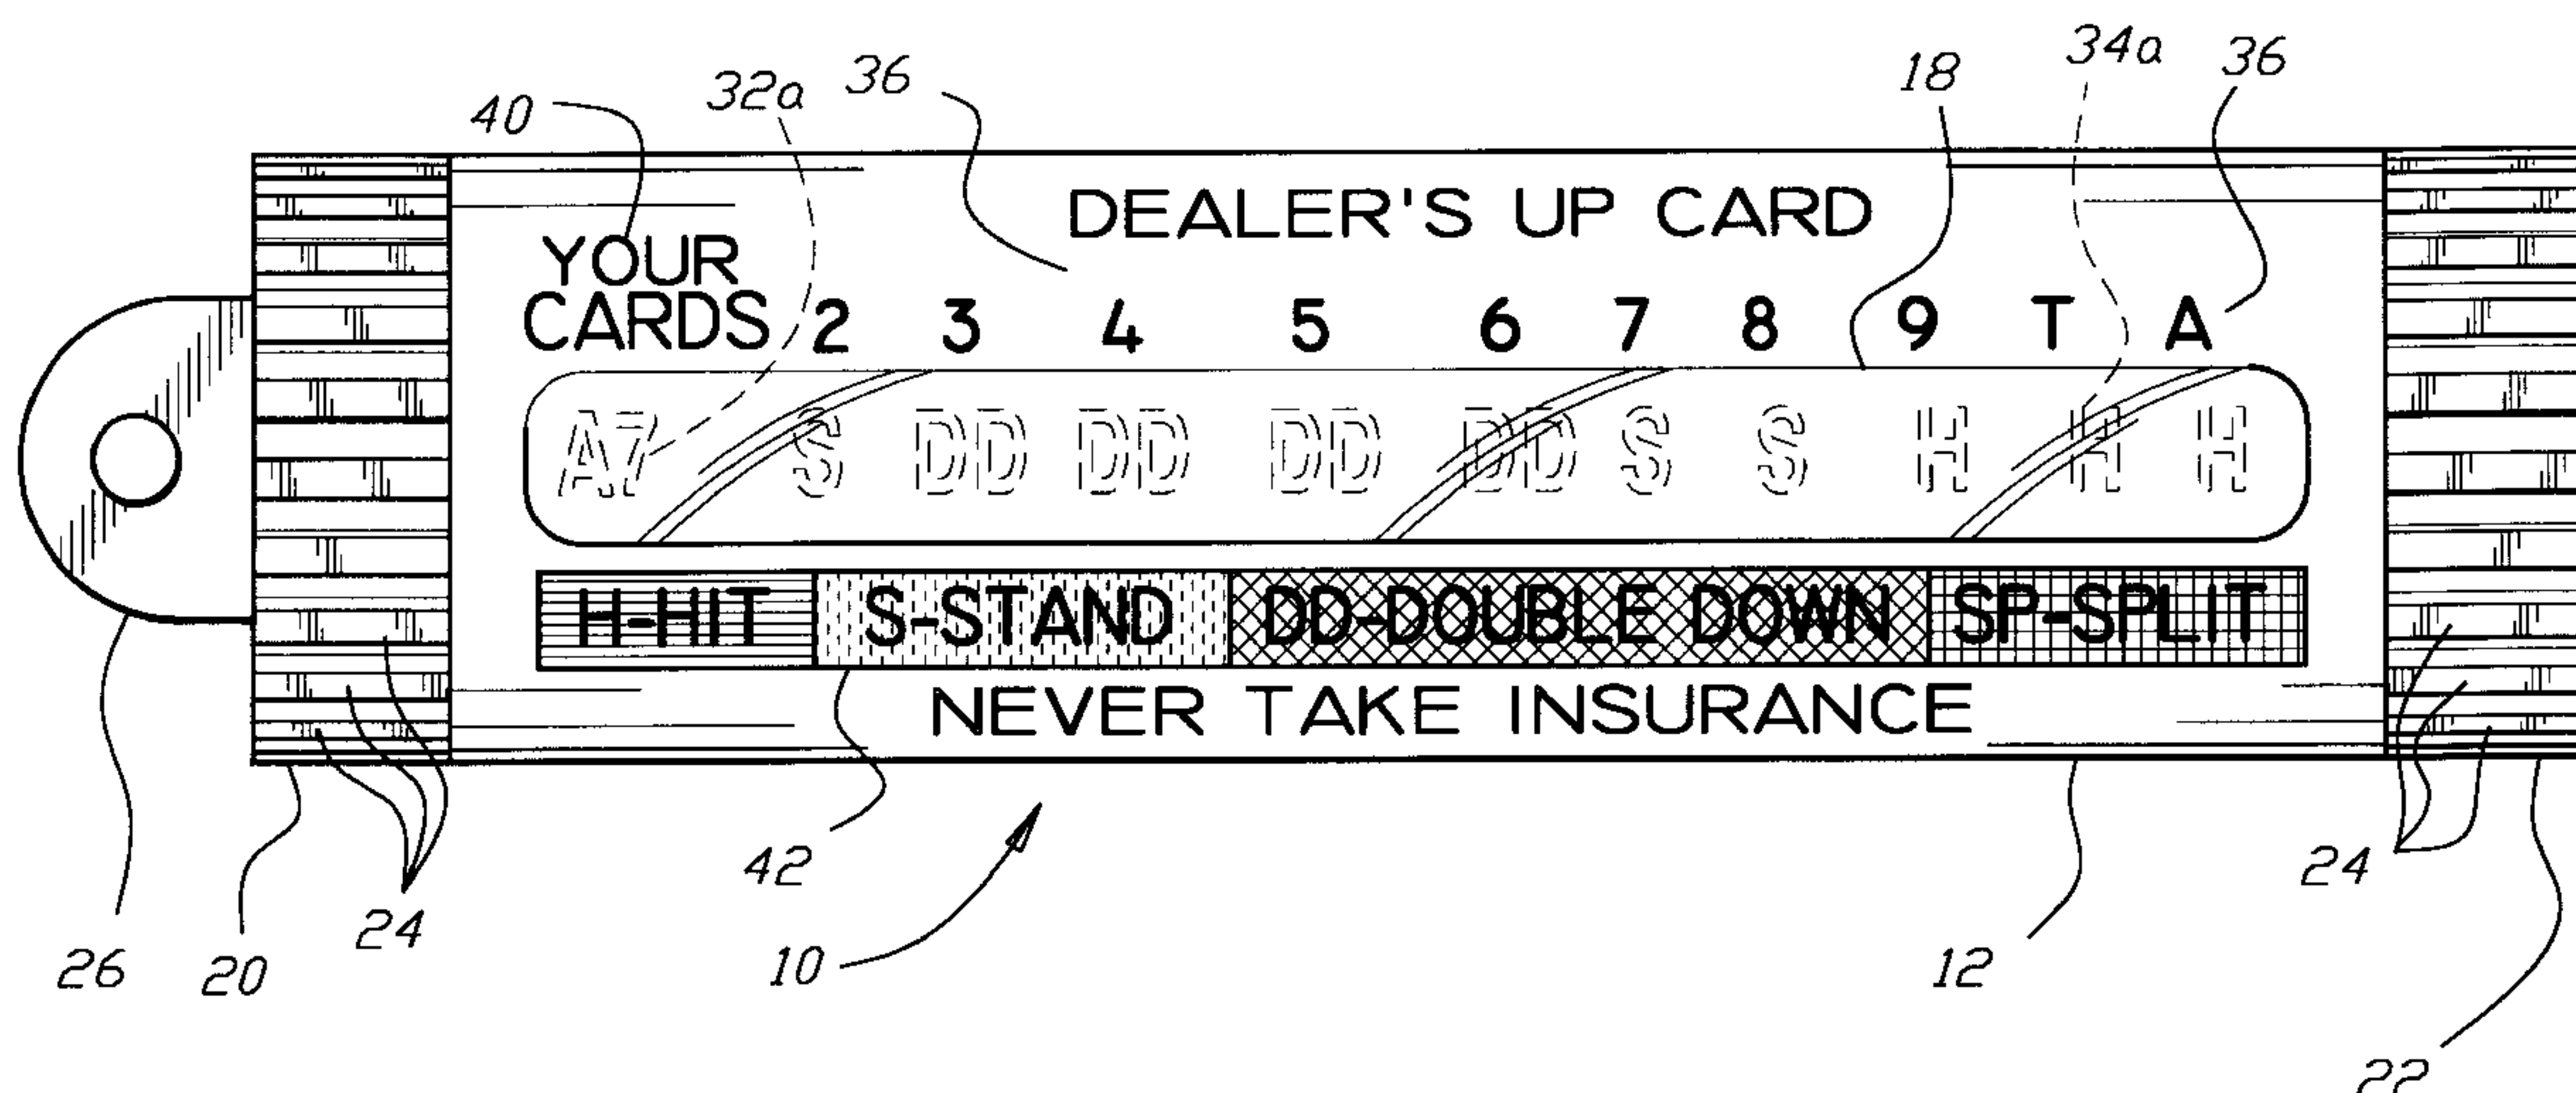 40 32a 36 18 34a 36
DEALER'S UP CARD
YOUR
CARDS 2 3 4 5 6 7 8 9 T A
A7 S DD DD DD DD S S H H H
H-HIT S-STAND DD-DOUBLE DOWN SP-SPLIT
NEVER TAKE INSURANCE
42 24
24 10 12
26 20
22